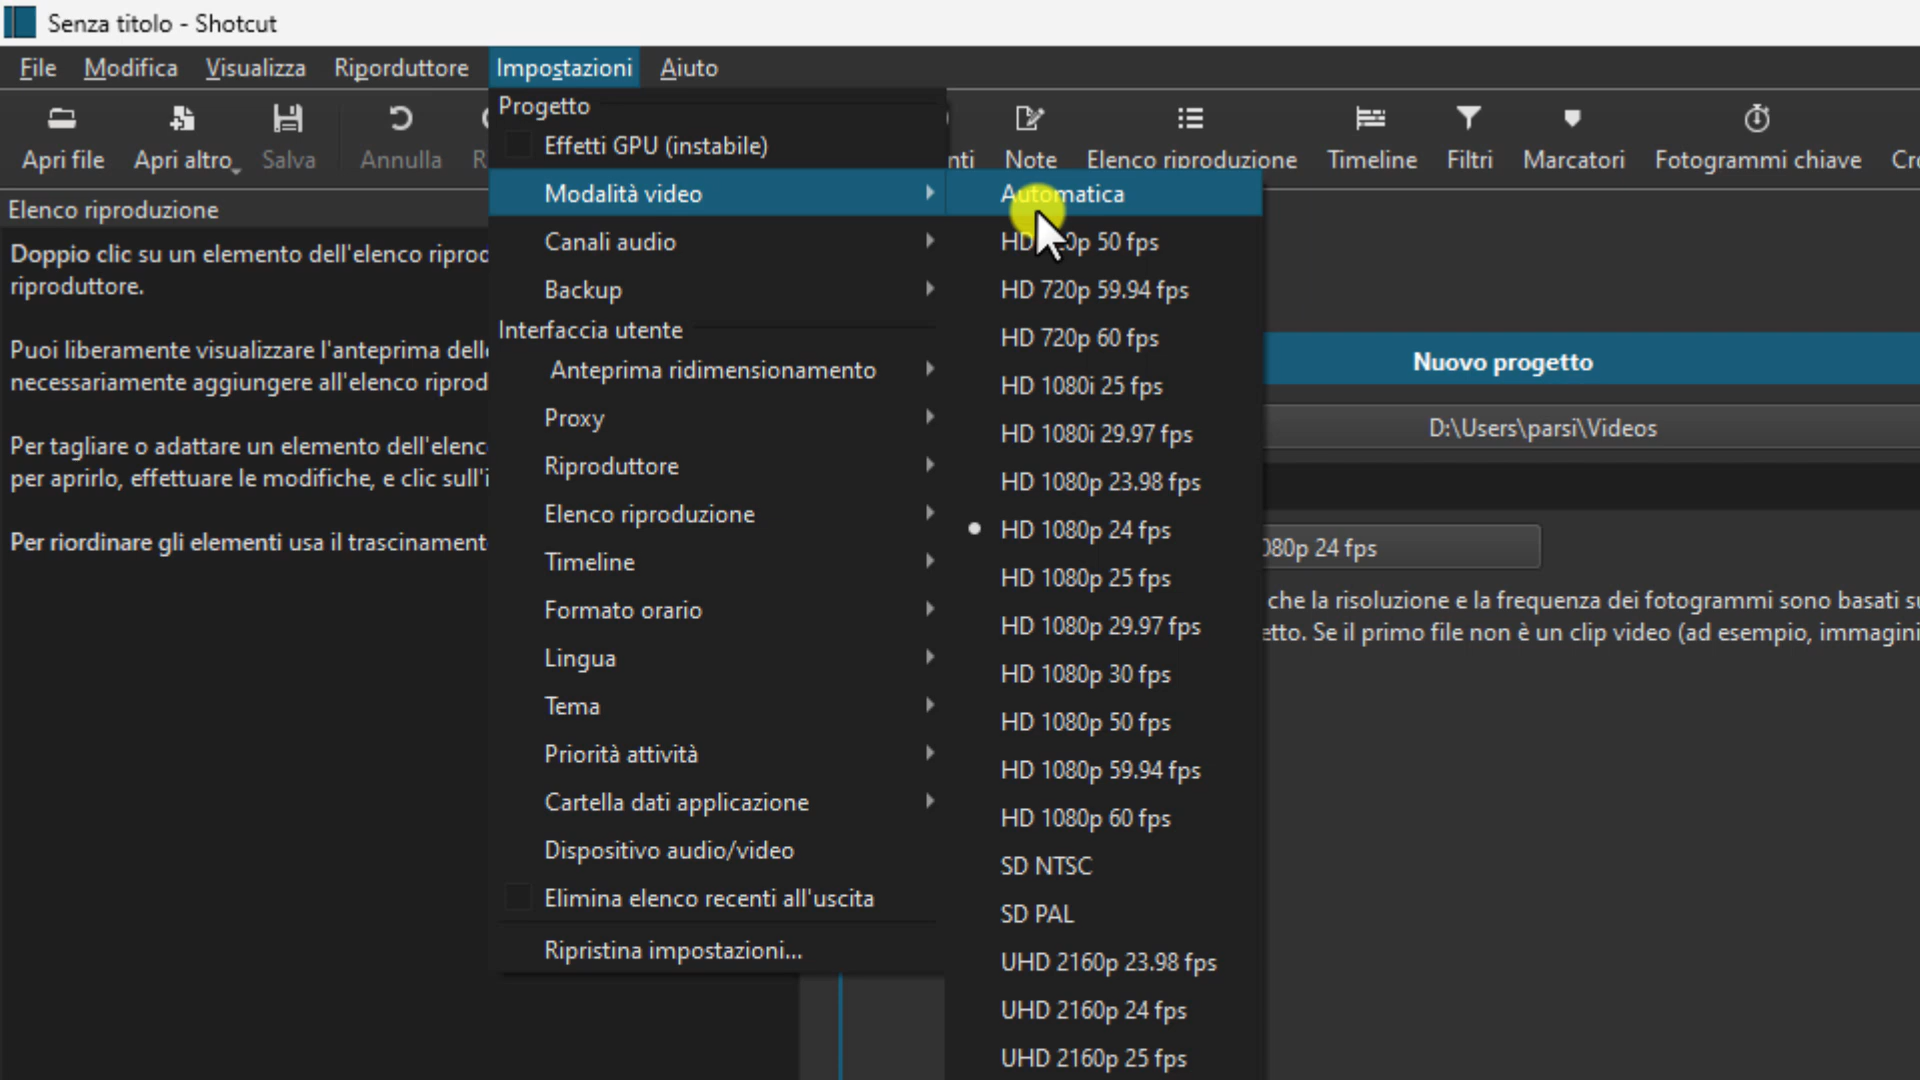 Senza titolo - Shotcut
File Modifica Visualizza Riporduttore Impostazioni Aiuto
Apri file Apri altro Salva Annulla R nti Note Elenco riproduzione Timeline Filtri Marcatori Fotogrammi chiave Cro
Elenco riproduzione
Doppio clic su un elemento dell'elenco riproc
riproduttore.
Puoi liberamente visualizzare l'anteprima delle
necessariamente aggiungere all'elenco riprod
Per tagliare o adattare un elemento dell'elenc
per aprirlo, effettuare le modifiche, e clic sull'i
Per riordinare gli elementi usa il trascinament
Progetto
Effetti GPU (instabile)
Modalità video
Canali audio
Backup
Interfaccia utente
Anteprima ridimensionamento
Proxy
Riproduttore
Elenco riproduzione
Timeline
Formato orario
Lingua
Tema
Priorità attività
Cartella dati applicazione
Dispositivo audio/video
Elimina elenco recenti all'uscita
Ripristina impostazioni...
Automatica
HD 0p 50 fps
HD 720p 59.94 fps
HD 720p 60 fps
HD 1080i 25 fps
HD 1080i 29.97 fps
HD 1080p 23.98 fps
HD 1080p 24 fps
HD 1080p 25 fps
HD 1080p 29.97 fps
HD 1080p 30 fps
HD 1080p 50 fps
HD 1080p 59.94 fps
HD 1080p 60 fps
SD NTSC
SD PAL
UHD 2160p 23.98 fps
UHD 2160p 24 fps
UHD 2160p 25 fps
Nuovo progetto
D:\Users\parsi\Videos
080p 24 fps
che la risoluzione e la frequenza dei fotogrammi sono basati su
etto. Se il primo file non è un clip video (ad esempio, immagini